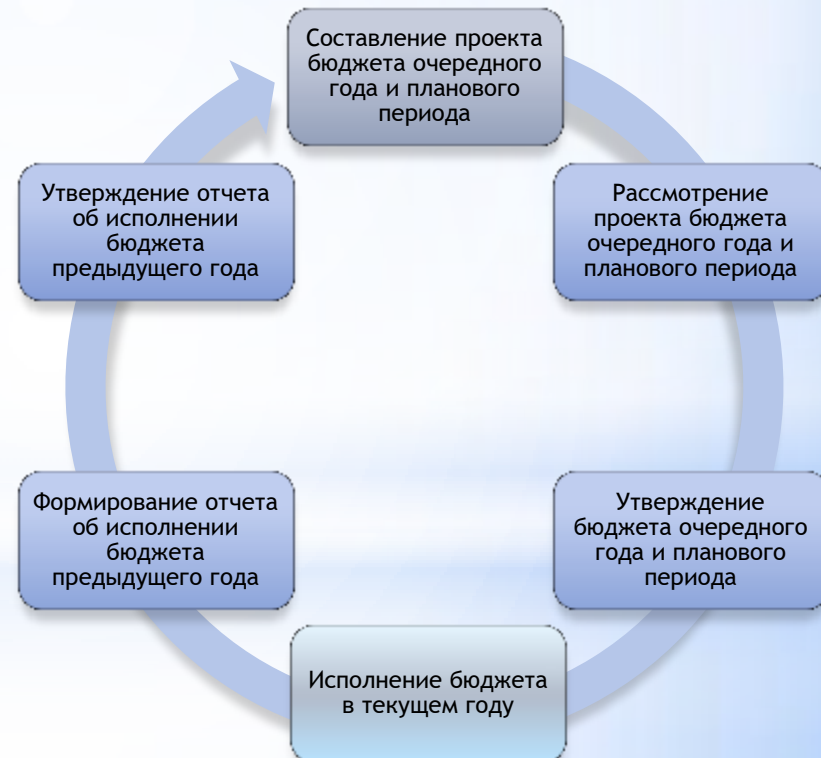 Составление проекта
бюджета очередного
года и планового
периода
Рассмотрение
проекта бюджета
очередного года и
планового периода
Утверждение
бюджета очередного
года и планового
периода
Исполнение бюджета
в текущем году
Формирование отчета
об исполнении
бюджета
предыдущего года
Утверждение отчета
об исполнении
бюджета
предыдущего года